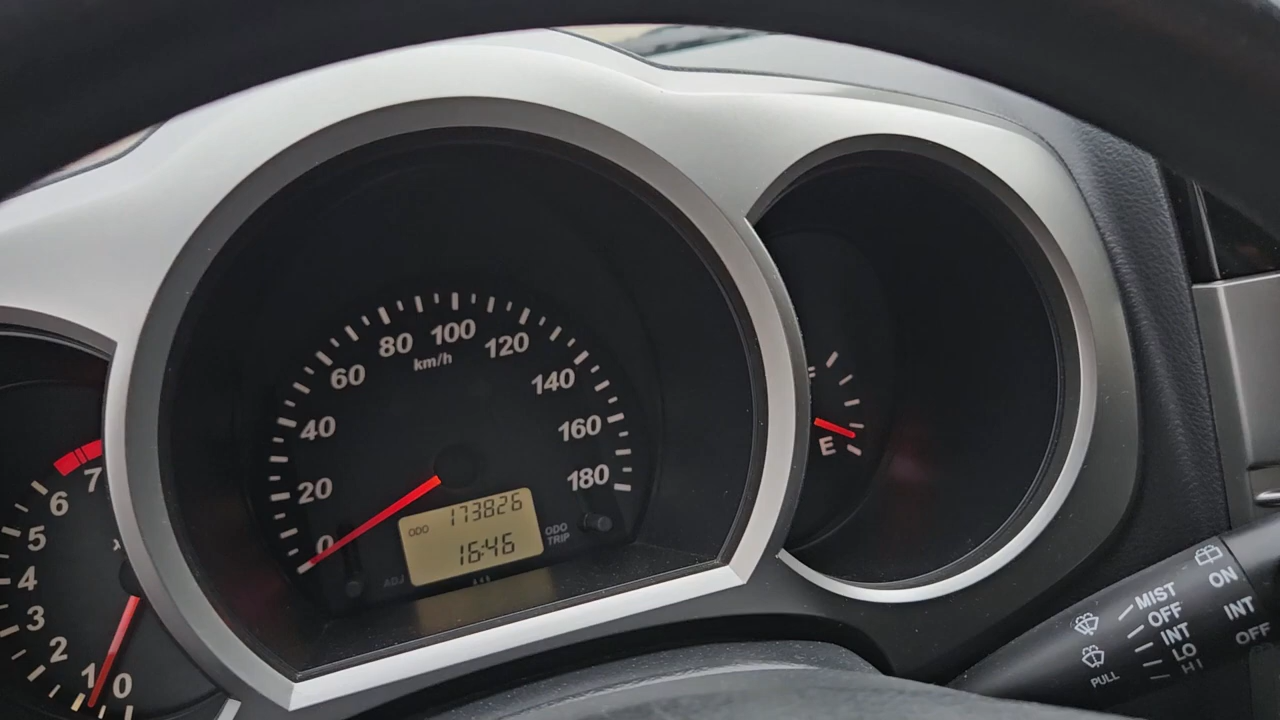 0
20
40
60
80
100
120
140
160
180
km/h
ODO 173826
16:46
ADJ
ODO
TRIP
7
6
5
4
3
2
1
0
E
MIST
OFF
INT
LO
HI
PULL
ON
INT
OFF